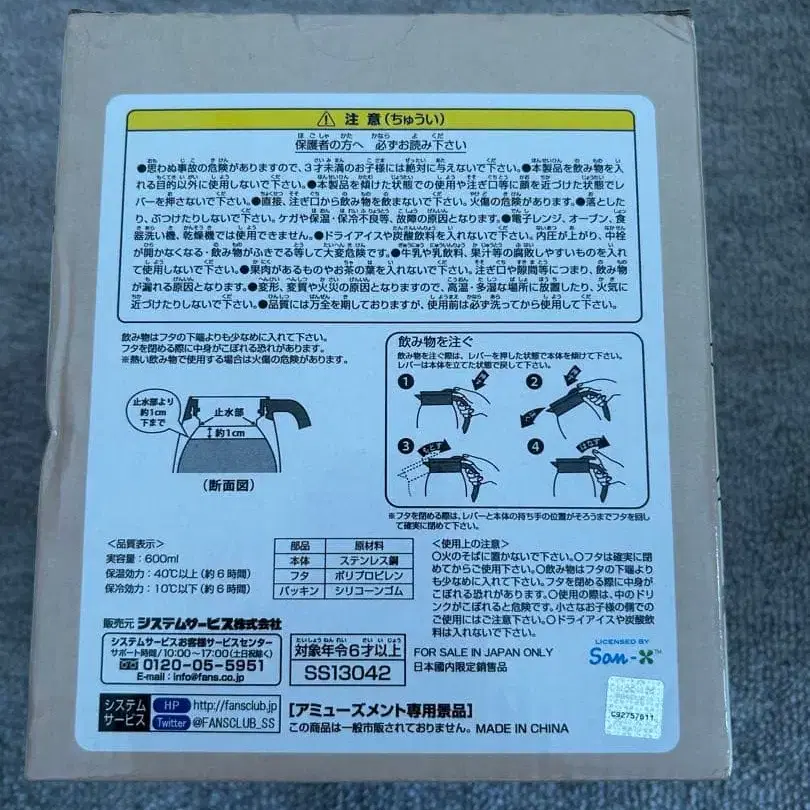 ⚠ 注意(ちゅうい)
保護者の方へ 必ずお読み下さい
●思わぬ事故の危険がありますので、3才未満のお子様には絶対に与えないで下さい。●本製品を飲み物を入
れる目的以外に使用しないで下さい。●本製品を傾けた状態での使用や注ぎ口等に顔を近づけた状態でレ
バーを押さないで下さい。●直接、注ぎ口から飲み物を飲まないで下さい。火傷の危険があります。●落とした
り、ぶつけたりしないで下さい。ケガや保温・保冷不良等、故障の原因となります。●電子レンジ、オーブン、食
器洗い機、乾燥機では使用できません。●ドライアイスや炭酸飲料を入れないで下さい。内圧が上がり、中栓
が開かなくなる・飲み物がふきでる等して大変危険です。●牛乳や乳飲料、果汁等の腐敗しやすいものを入れ
て使用しないで下さい。●果肉があるものやお茶の葉を入れないで下さい。注ぎ口や隙間等につまり、飲み物
が漏れる原因となります。●変形、変質や火災の原因となりますので、高温・多湿な場所に放置したり、火気に
近づけたりしないで下さい。●品質には万全を期しておりますが、使用前は必ず洗ってから使用して下さい。
飲み物はフタの下端よりも少なめに入れて下さい。
フタを閉める際に中身がこぼれる恐れがあります。
※熱い飲み物で使用する場合は火傷の危険があります。
止水部より
約1cm
下まで
止水部
約1cm
(断面図)
飲み物を注ぐ
飲み物を注ぐ際は、レバーを押した状態で本体を傾けて下さい。
レバーは本体を立てた状態で戻して下さい。
1
2
3
もどす
4
はなす
※フタを閉める際は、レバーと本体の持ち手の位置がそろうまでフタを回し
て確実に閉めて下さい。
<品質表示>
実容量:600ml
保温効力:40℃以上(約6時間)
保冷効力:10℃以下(約6時間)
部品 原材料
本体 ステンレス鋼
フタ ポリプロピレン
パッキン シリコーンゴム
<使用上の注意>
○火のそばに置かないで下さい。○フタは確実に閉
めてからご使用下さい。○飲み物はフタの下端より
も少なめに入れて下さい。フタを閉める際に中身が
こぼれる恐れがあります。○使用の際は、中のドリ
ンクがこぼれると危険です。小さなお子様の側での
ご使用にはご注意下さい。○ドライアイスや炭酸飲
料は入れないで下さい。
販売元 システムサービス株式会社
システムサービスお客様サービスセンター
サポート時間/10:00〜17:00(土日祝除く)
0120-05-5951
E-mail:info@fans.co.jp
たいしょうねんれい さいいじょう
対象年令6才以上
SS13042
FOR SALE IN JAPAN ONLY
日本國内限定銷售品
LICENSED BY
San-X™
C92757611
システム
サービス
HP http://fansclub.jp
Twitter @FANSCLUB_SS
[アミューズメント専用景品]
この商品は一般市販されておりません。MADE IN CHINA